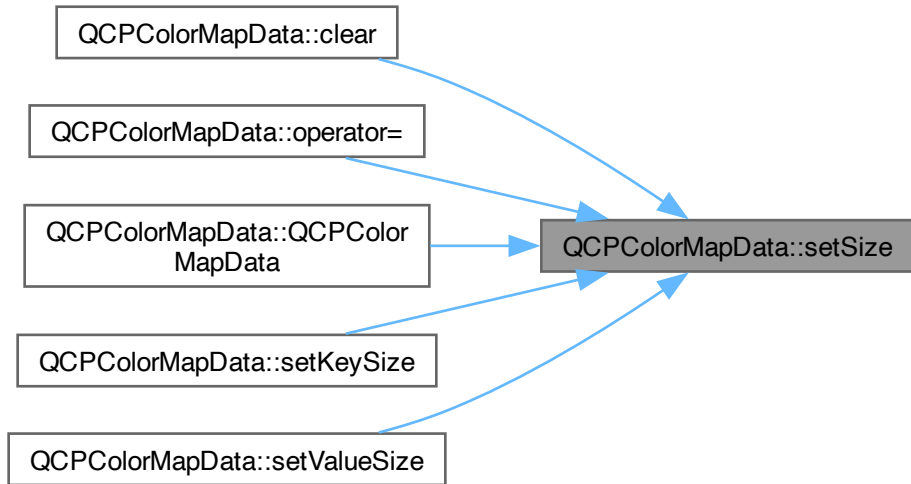 QCPColorMapData::clear
QCPColorMapData::operator=
QCPColorMapData::QCPColor
MapData
QCPColorMapData::setSize
QCPColorMapData::setKeySize
QCPColorMapData::setValueSize